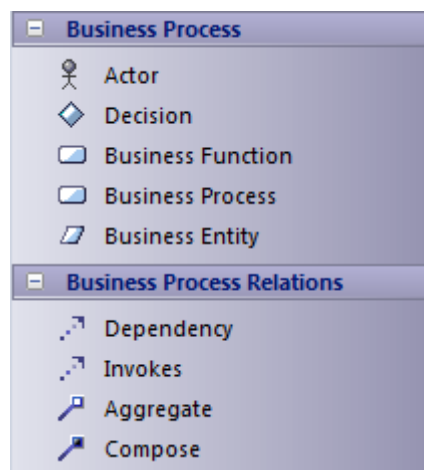 Business Process
Actor
Decision
Business Function
Business Process
Business Entity
Business Process Relations
Dependency
Invokes
Aggregate
Compose